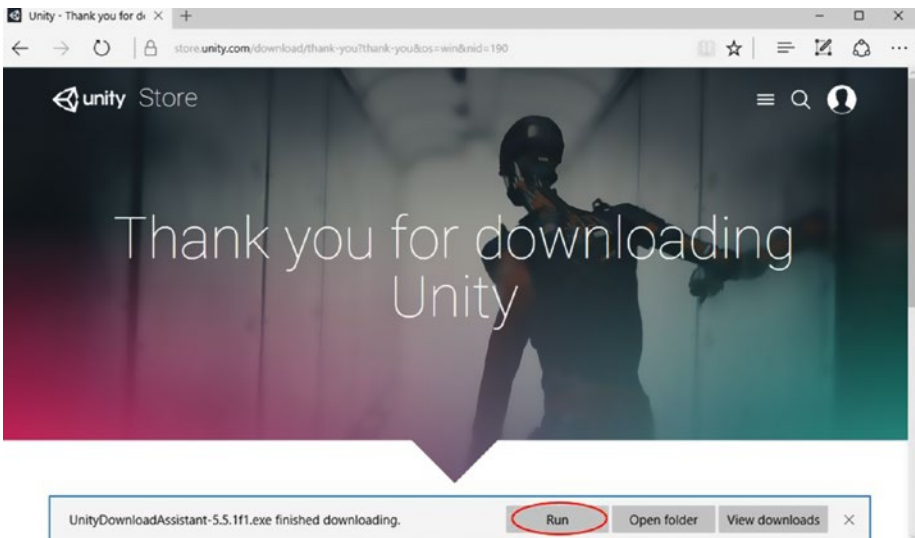 Unity - Thank you for do
store.unity.com/download/thank-you?thank-you&os=win&nid=190
unity Store
Thank you for downloading
Unity
UnityDownloadAssistant-5.5.1f1.exe finished downloading.
Run
Open folder
View downloads